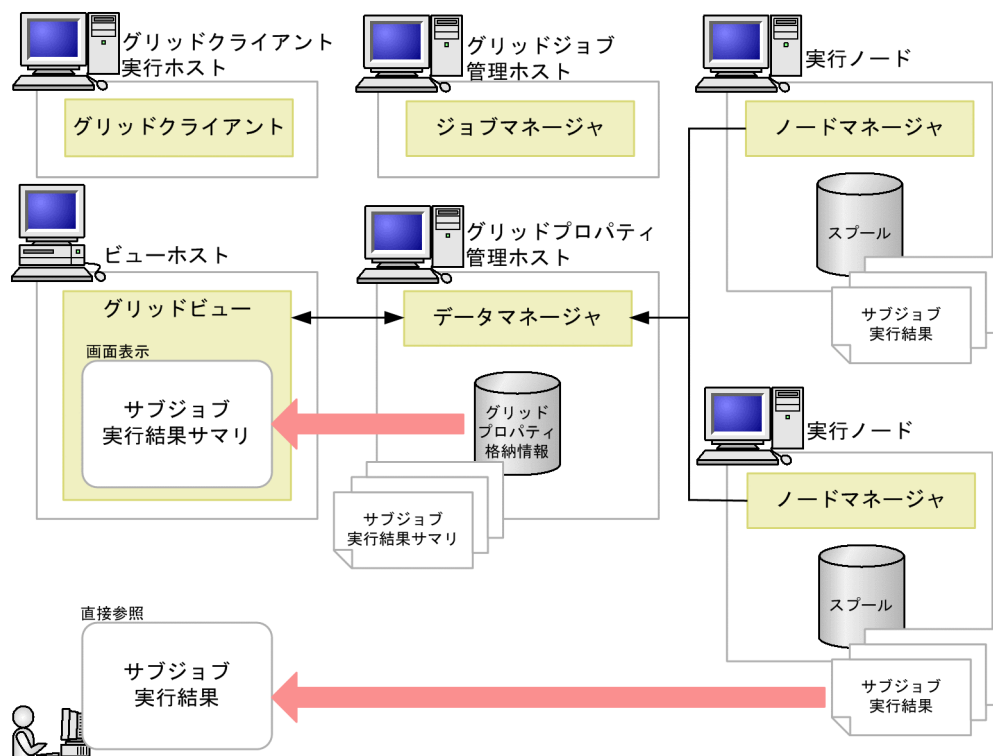 グリッドクライアント
実行ホスト
グリッドクライアント
グリッドジョブ
管理ホスト
ジョブマネージャ
実行ノード
ノードマネージャ
スプール
サブジョブ
実行結果
ビューホスト
グリッドビュー
画面表示
サブジョブ
実行結果サマリ
グリッドプロパティ
管理ホスト
データマネージャ
グリッド
プロパティ
格納情報
サブジョブ
実行結果サマリ
実行ノード
ノードマネージャ
スプール
サブジョブ
実行結果
直接参照
サブジョブ
実行結果